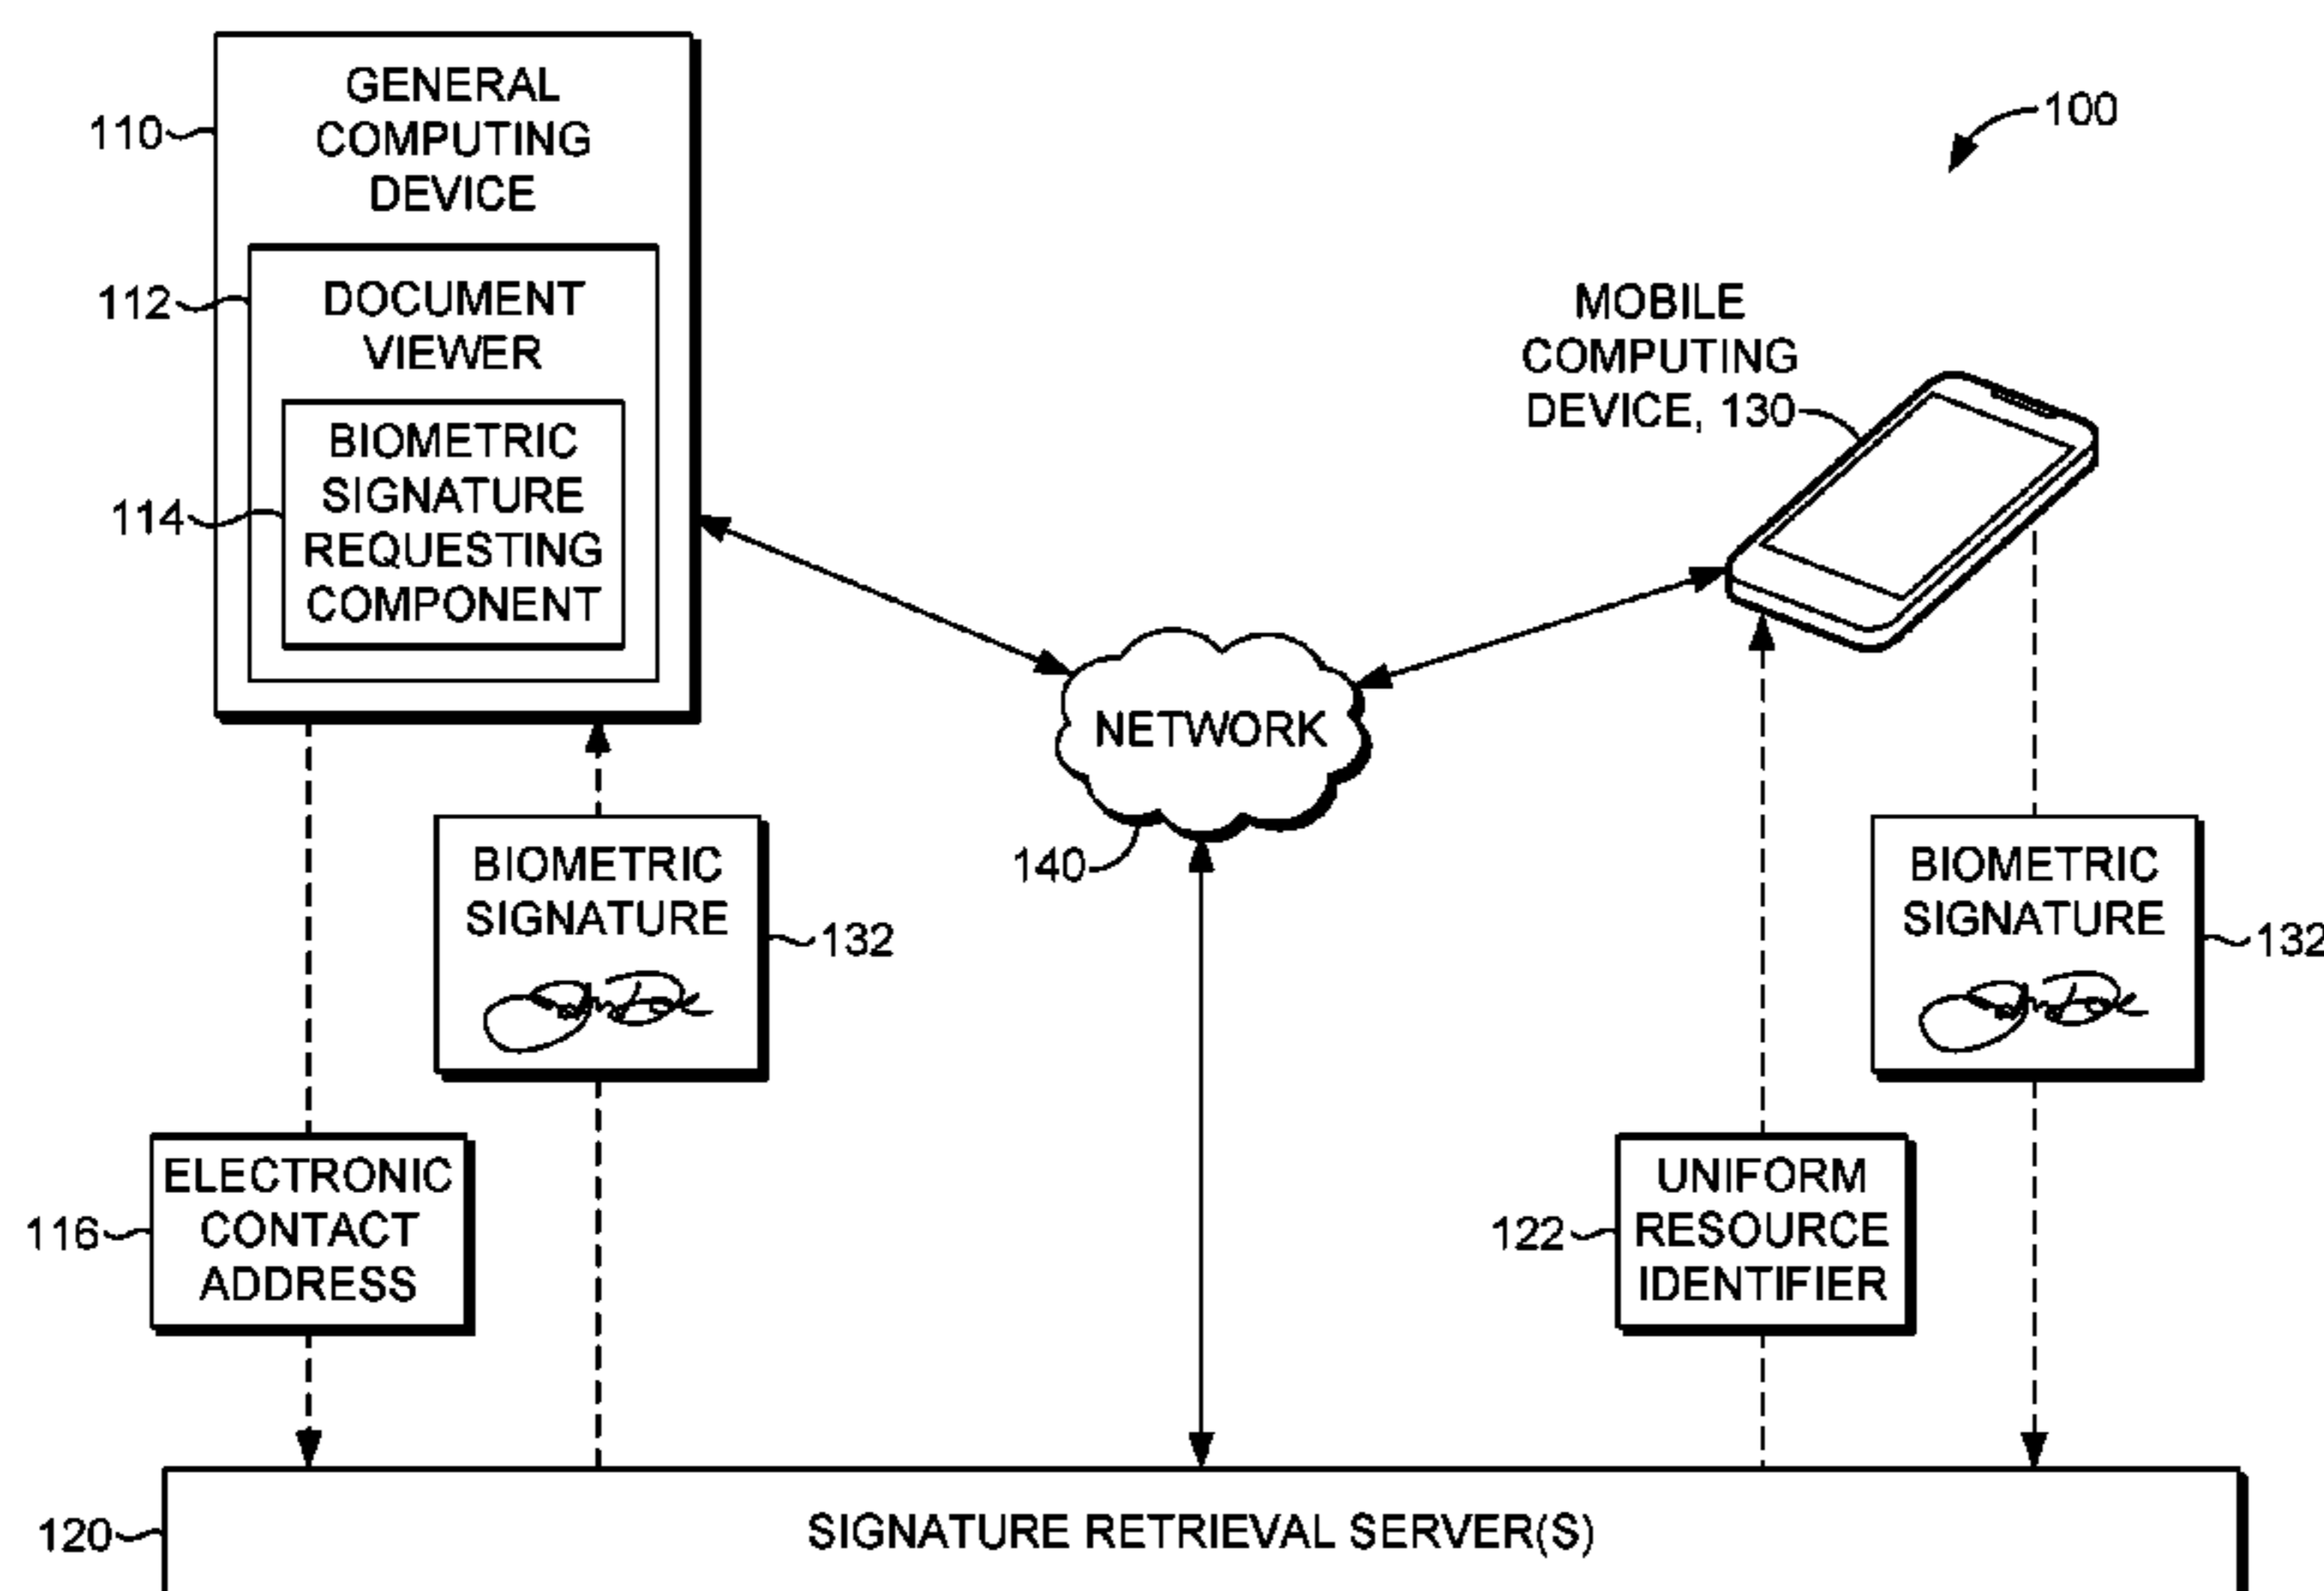 GENERAL
COMPUTING
DEVICE
110
100
112
DOCUMENT
VIEWER
MOBILE
COMPUTING
DEVICE, 130
114
BIOMETRIC
SIGNATURE
REQUESTING
COMPONENT
NETWORK
140
BIOMETRIC
SIGNATURE
132
BIOMETRIC
SIGNATURE
132
116
ELECTRONIC
CONTACT
ADDRESS
122
UNIFORM
RESOURCE
IDENTIFIER
120
SIGNATURE RETRIEVAL SERVER(S)